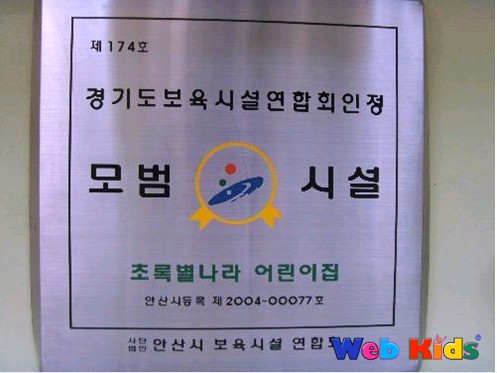 제174호
경기도보육시설연합회인정
모범 시설
초록별나라 어린이집
안산시등록 제2004-00077호
사단법인 안산시 보육시설 연합
Web Kids